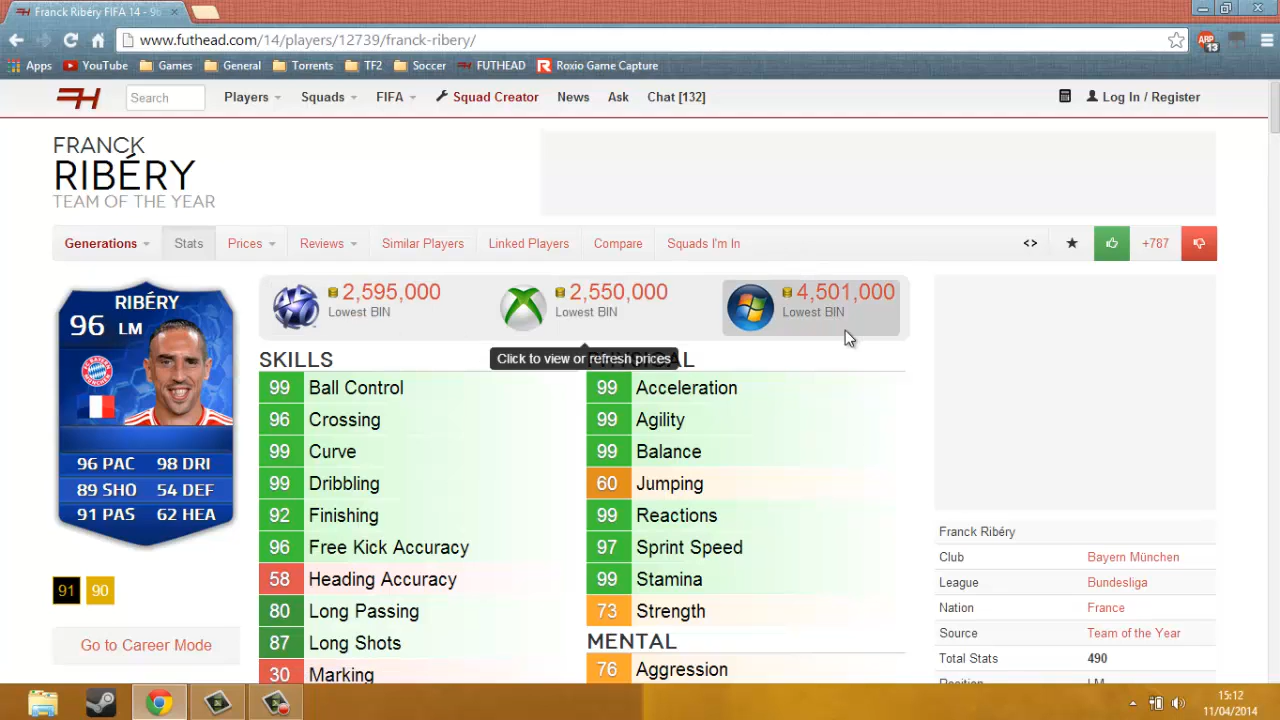 Franck Ribéry FIFA 14 - 96
www.futhead.com/14/players/12739/franck-ribery/
ABP
13
Apps YouTube Games General Torrents TF2 Soccer FUTHEAD Roxio Game Capture
Search Players Squads FIFA Squad Creator News Ask Chat [132] Log In / Register
FRANCK
RIBÉRY
TEAM OF THE YEAR
Generations Stats Prices Reviews Similar Players Linked Players Compare Squads I'm In <> +787
RIBÉRY
96 LM
96 PAC 98 DRI
89 SHO 54 DEF
91 PAS 62 HEA
91 90
Go to Career Mode
2,595,000
Lowest BIN
2,550,000
Lowest BIN
4,501,000
Lowest BIN
Click to view or refresh prices
SKILLS
99 Ball Control
96 Crossing
99 Curve
99 Dribbling
92 Finishing
96 Free Kick Accuracy
58 Heading Accuracy
80 Long Passing
87 Long Shots
30 Marking
99 Acceleration
99 Agility
99 Balance
60 Jumping
99 Reactions
97 Sprint Speed
99 Stamina
73 Strength
MENTAL
76 Aggression
Franck Ribéry
Club Bayern München
League Bundesliga
Nation France
Source Team of the Year
Total Stats 490
Position LM
15:12
11/04/2014